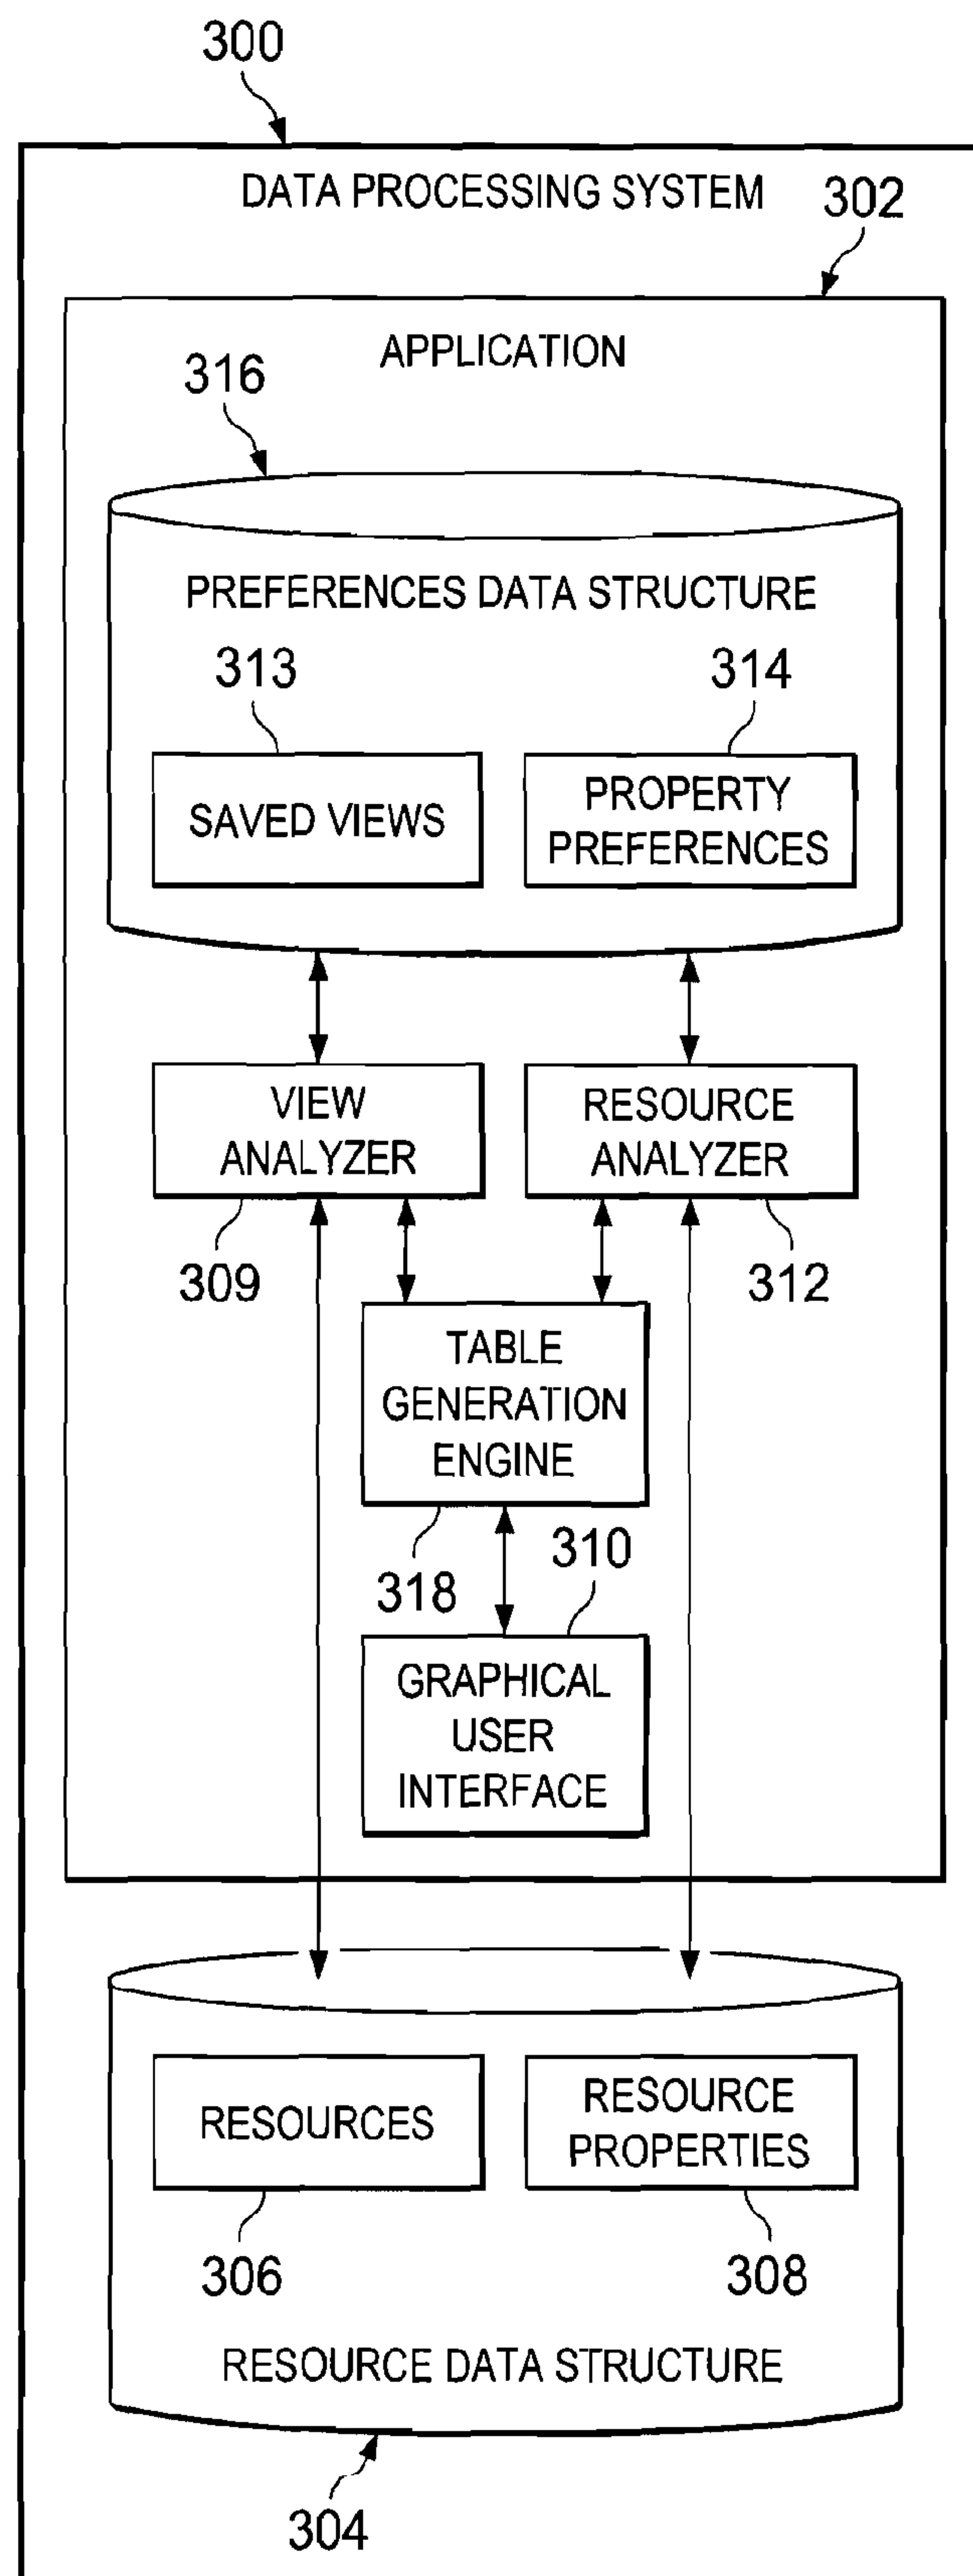 300
DATA PROCESSING SYSTEM
302
APPLICATION
316
PREFERENCES DATA STRUCTURE
313
314
SAVED VIEWS
PROPERTY
PREFERENCES
VIEW
ANALYZER
RESOURCE
ANALYZER
309
312
TABLE
GENERATION
ENGINE
318
310
GRAPHICAL
USER
INTERFACE
RESOURCES
RESOURCE
PROPERTIES
306
308
RESOURCE DATA STRUCTURE
304